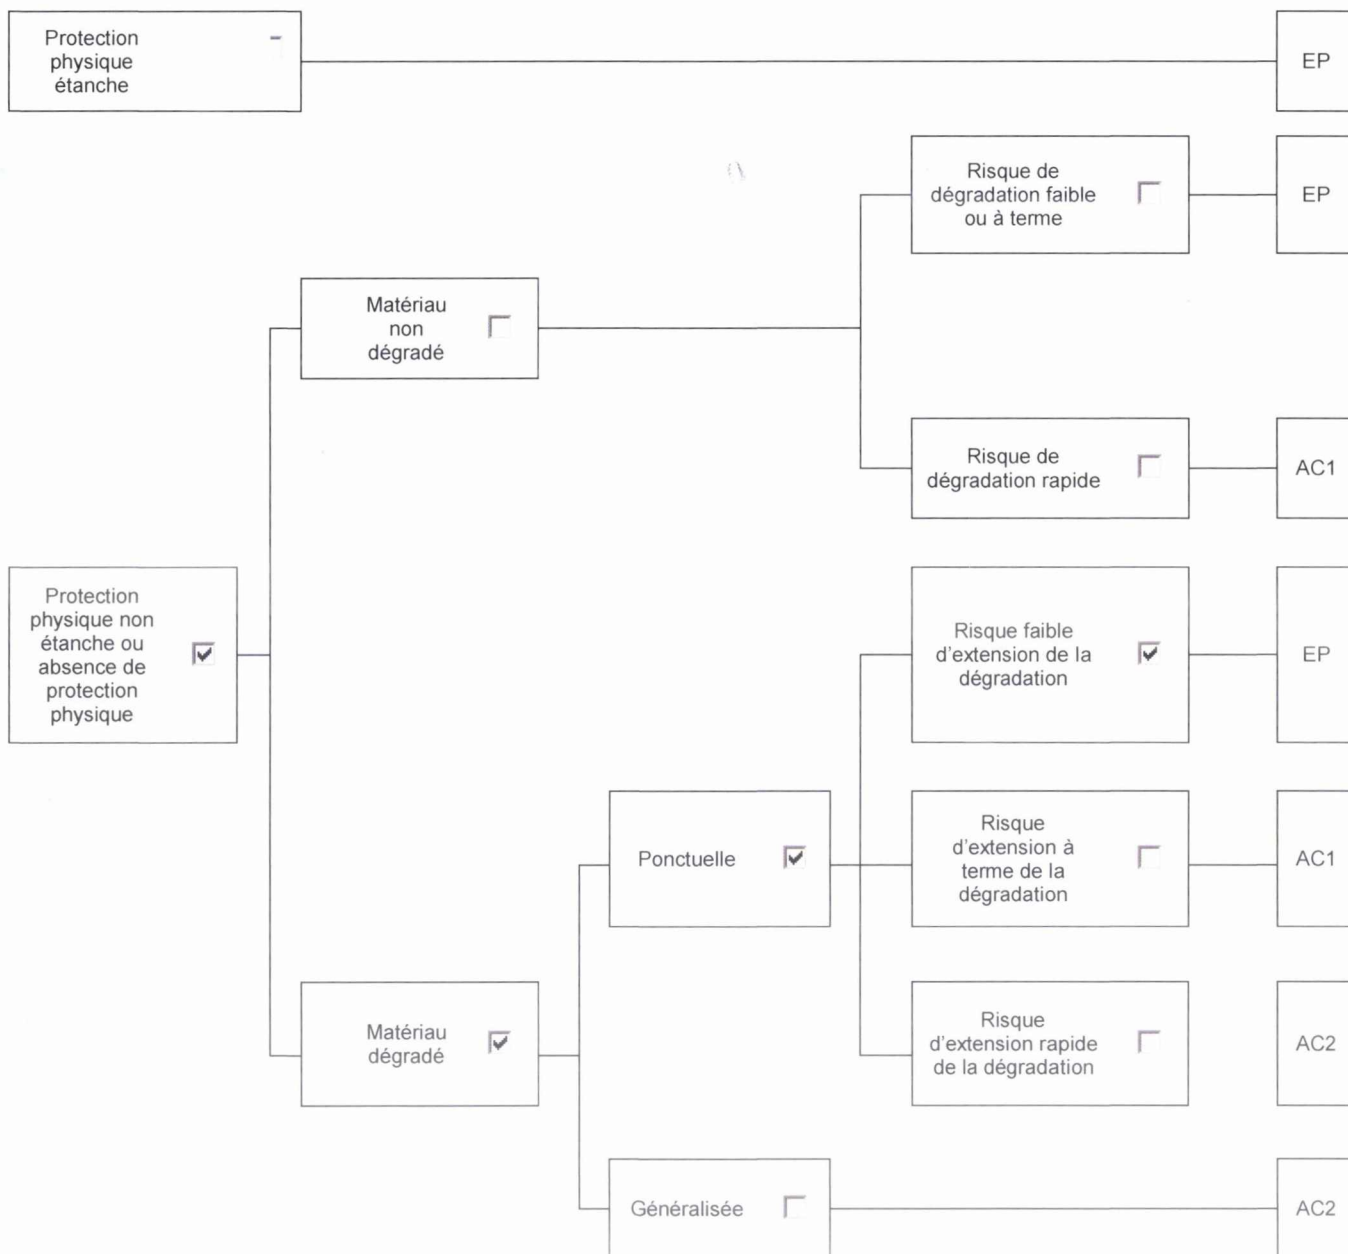 Protection
physique
étanche
EP
Risque de
dégradation faible
ou à terme
EP
Matériau
non
dégradé
Risque de
dégradation rapide
AC1
Protection
physique non
étanche ou
absence de
protection
physique
Risque faible
d'extension de la
dégradation
EP
Ponctuelle
Risque
d'extension à
terme de la
dégradation
AC1
Matériau
dégradé
Risque
d'extension rapide
de la dégradation
AC2
Généralisée
AC2